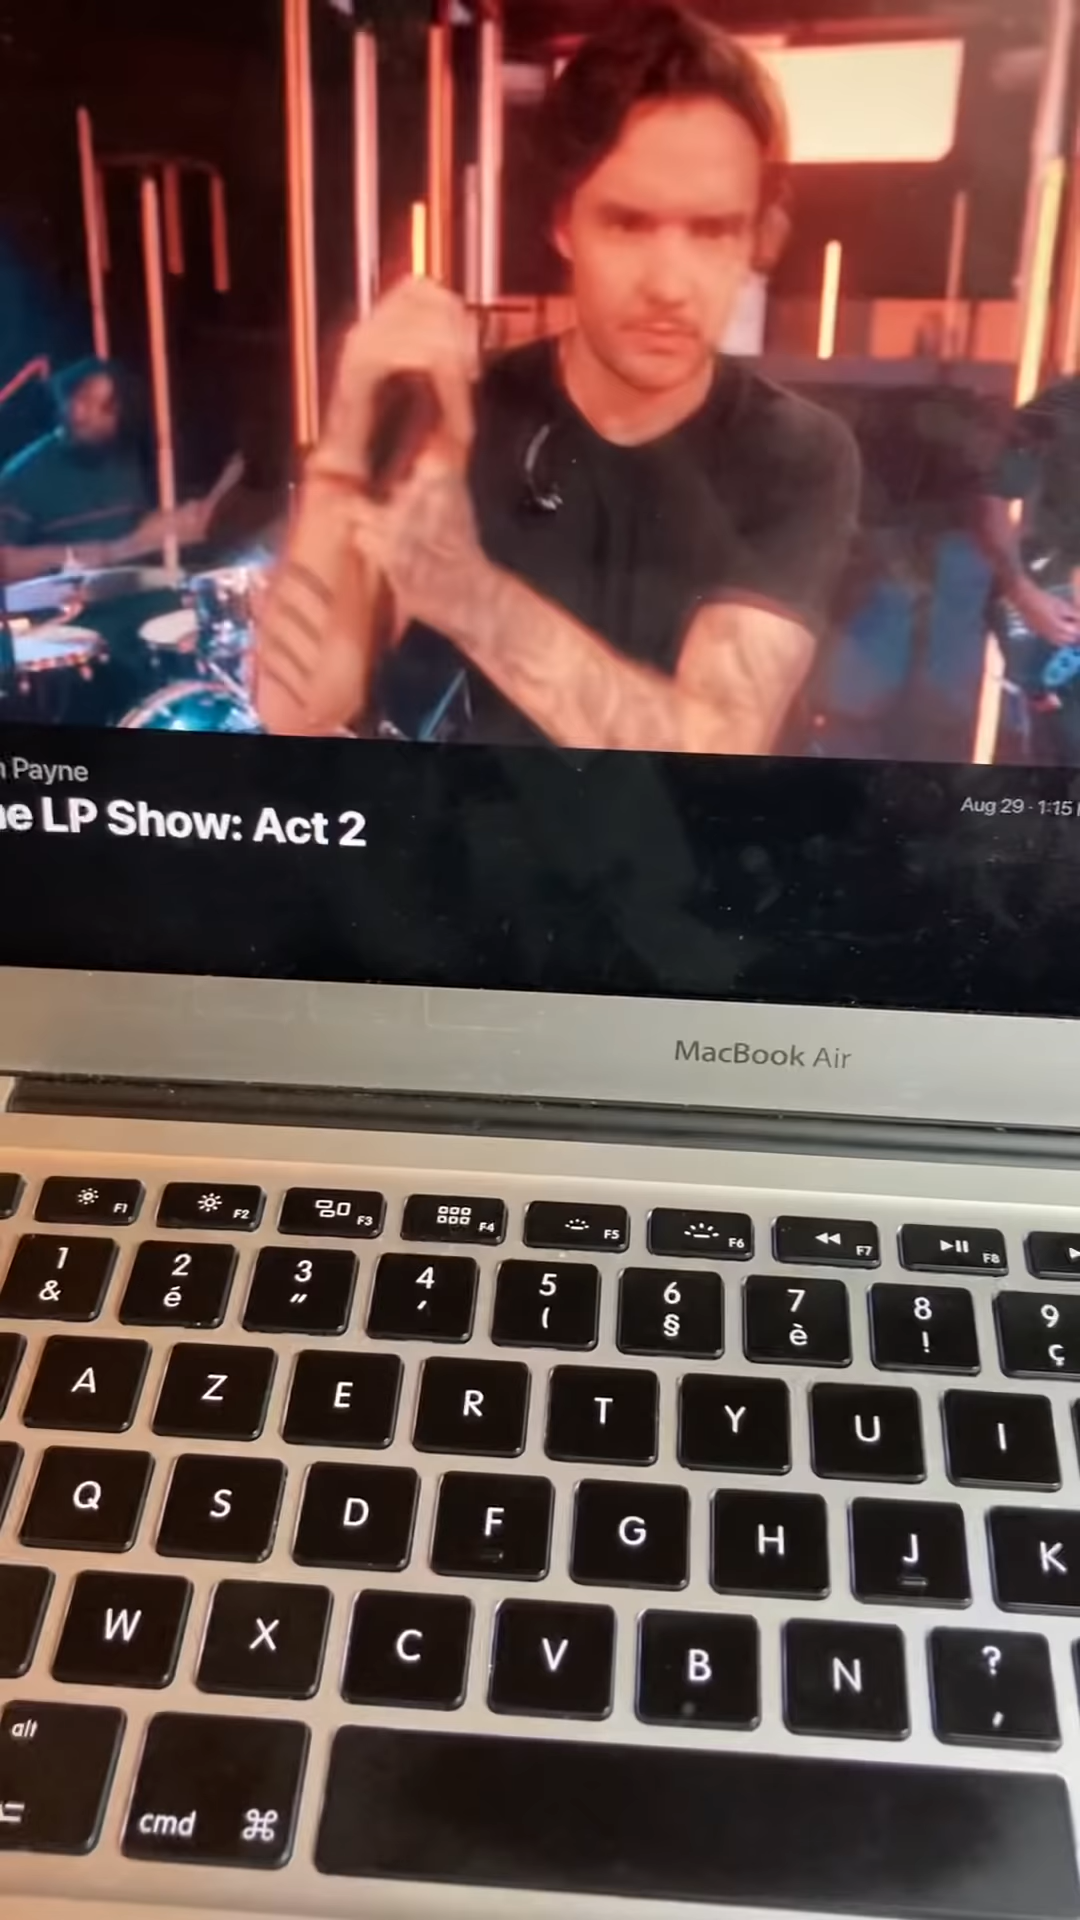 n Payne
ne LP Show: Act 2
Aug 29 · 1:15
MacBook Air
F1 F2 F3 F4 F5 F6 F7 F8
1 2 3 4 5 6 7 8 9
& é " ' ( § è ! ç
A Z E R T Y U I
Q S D F G H J K
W X C V B N ?
,
alt
cmd ⌘